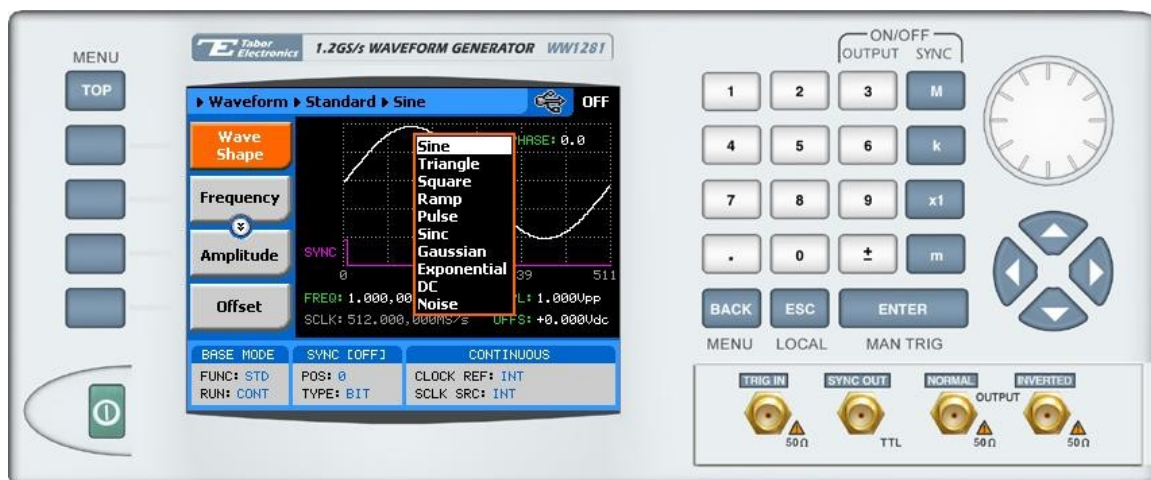 Tabor Electronics
1.2GS/s WAVEFORM GENERATOR WW1281
MENU
TOP
Waveform Standard Sine OFF
Wave Shape
Frequency
Amplitude
Offset
PHASE: 0.0
Sine
Triangle
Square
Ramp
Pulse
Sinc
Gaussian
Exponential
DC
Noise
SYNC
0 39 511
FREQ: 1.000,00 L: 1.000Vpp
SCLK: 512.000,000MS/s OFFS: +0.000Vdc
BASE MODE
FUNC: STD
RUN: CONT
SYNC [OFF]
POS: 0
TYPE: BIT
CONTINUOUS
CLOCK REF: INT
SCLK SRC: INT
ON/OFF
OUTPUT SYNC
1 2 3 M
4 5 6 k
7 8 9 x1
. 0 ± m
BACK ESC ENTER
MENU LOCAL MAN TRIG
TRIG IN SYNC OUT NORMAL INVERTED
OUTPUT
50Ω TTL 50Ω 50Ω